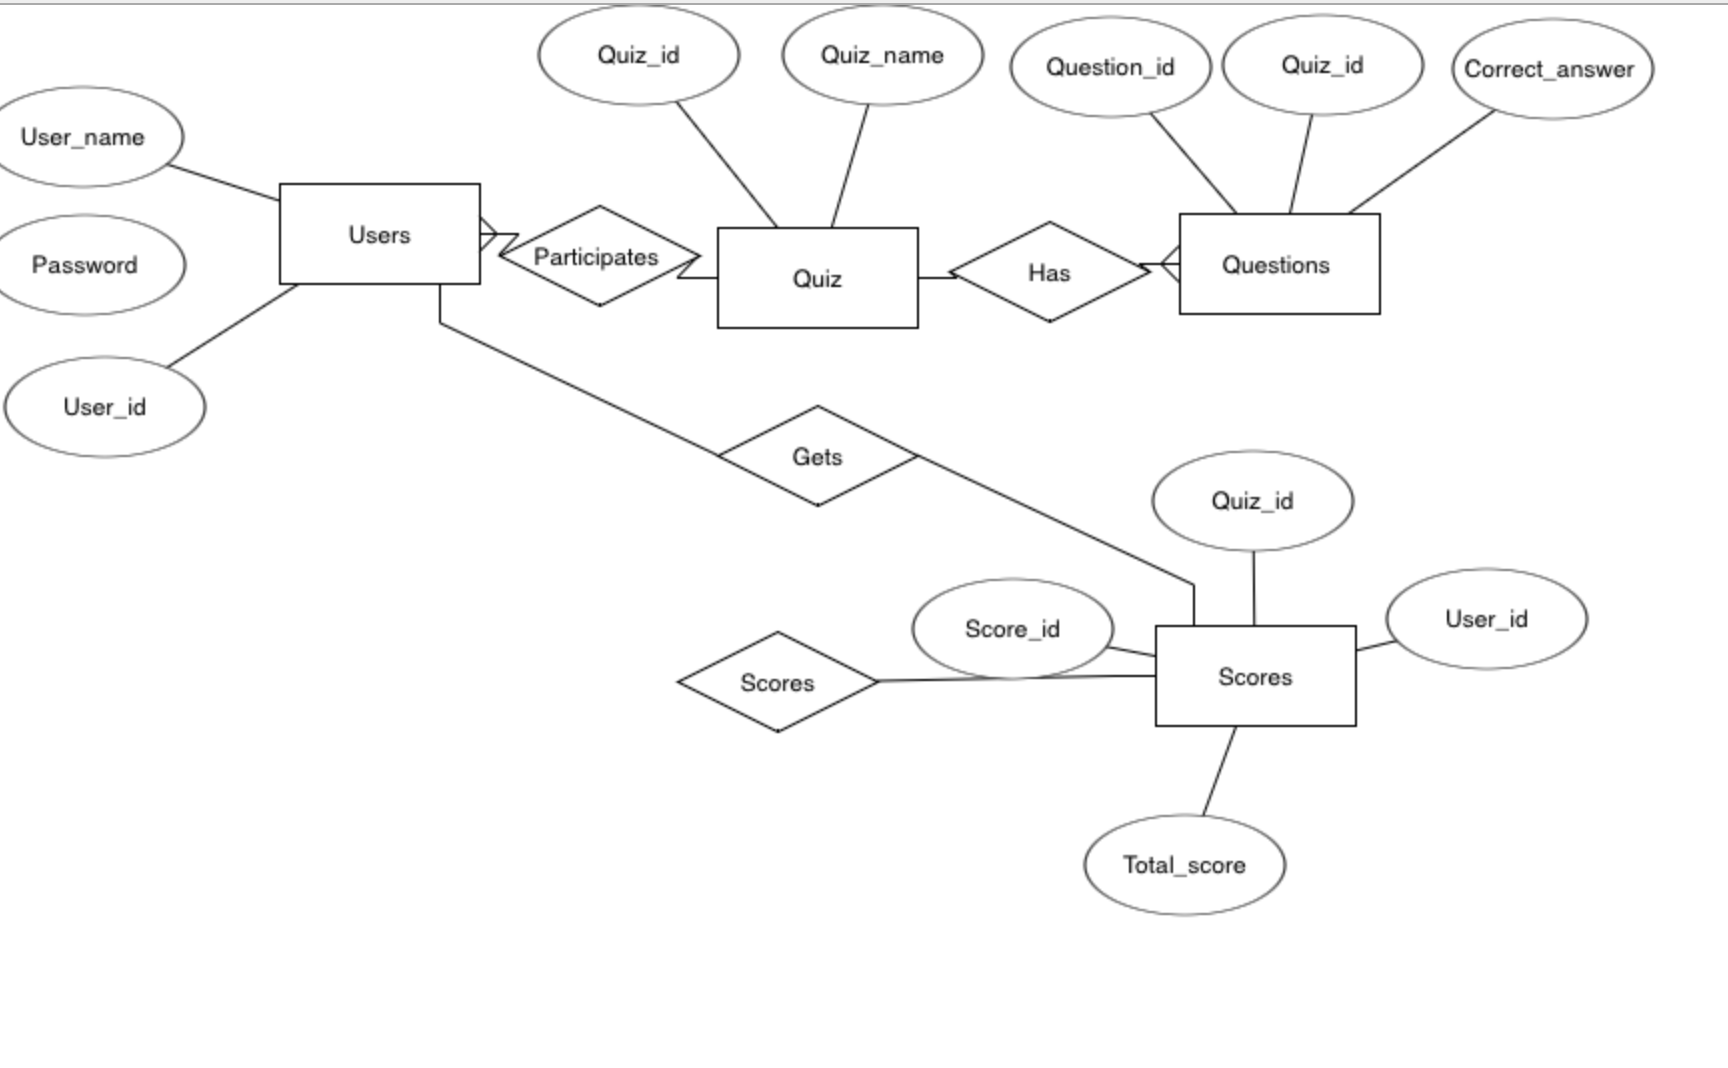 Quiz_id
Quiz_name
Question_id
Quiz_id
Correct_answer
User_name
Users
Participates
Quiz
Has
Questions
Password
User_id
Gets
Quiz_id
Score_id
User_id
Scores
Scores
Total_score